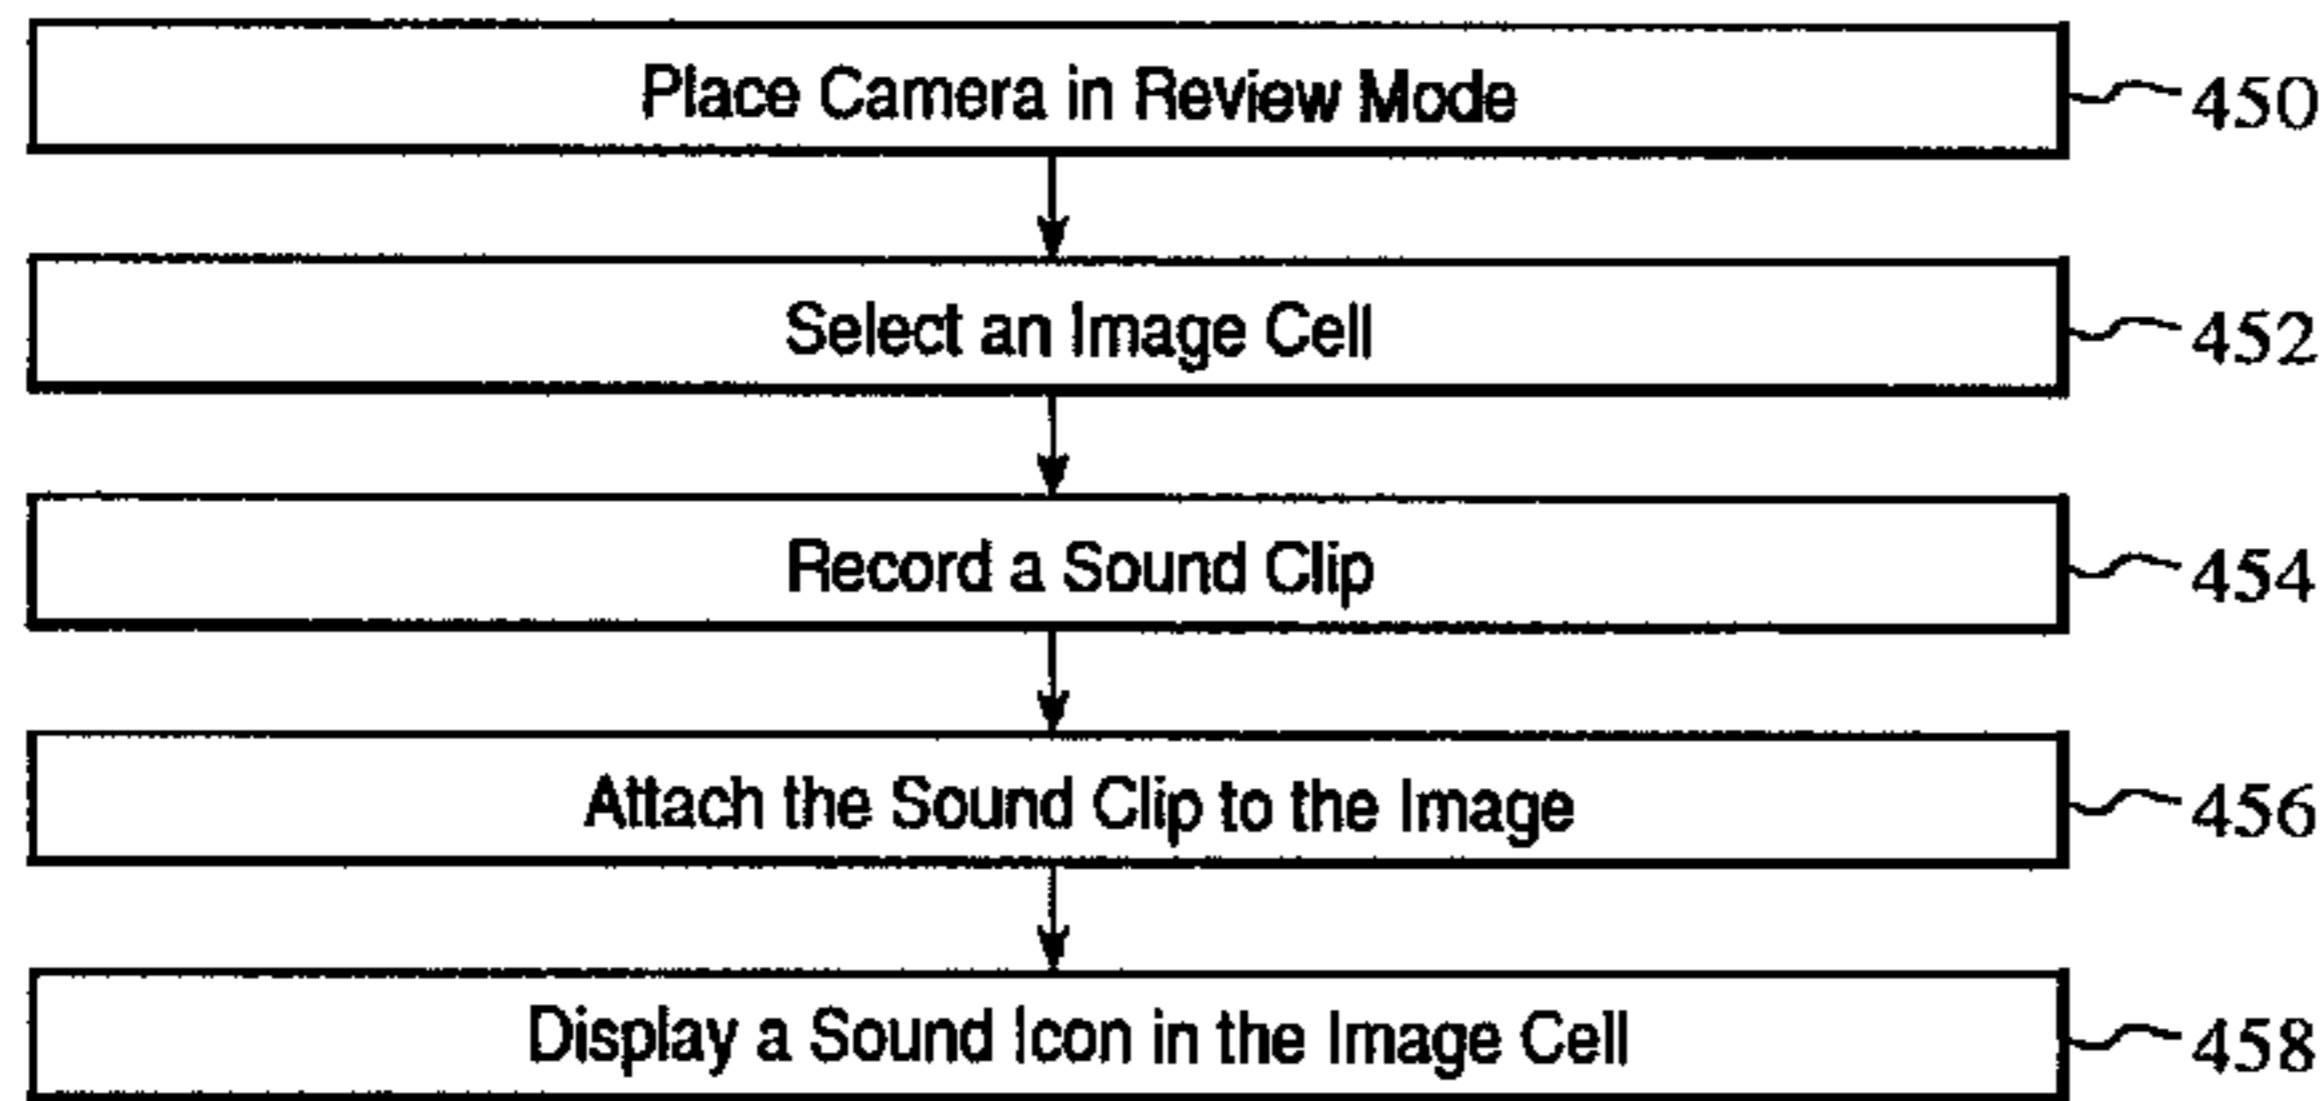 Place Camera in Review Mode 450
Select an Image Cell 452
Record a Sound Clip 454
Attach the Sound Clip to the Image 456
Display a Sound Icon in the Image Cell 458